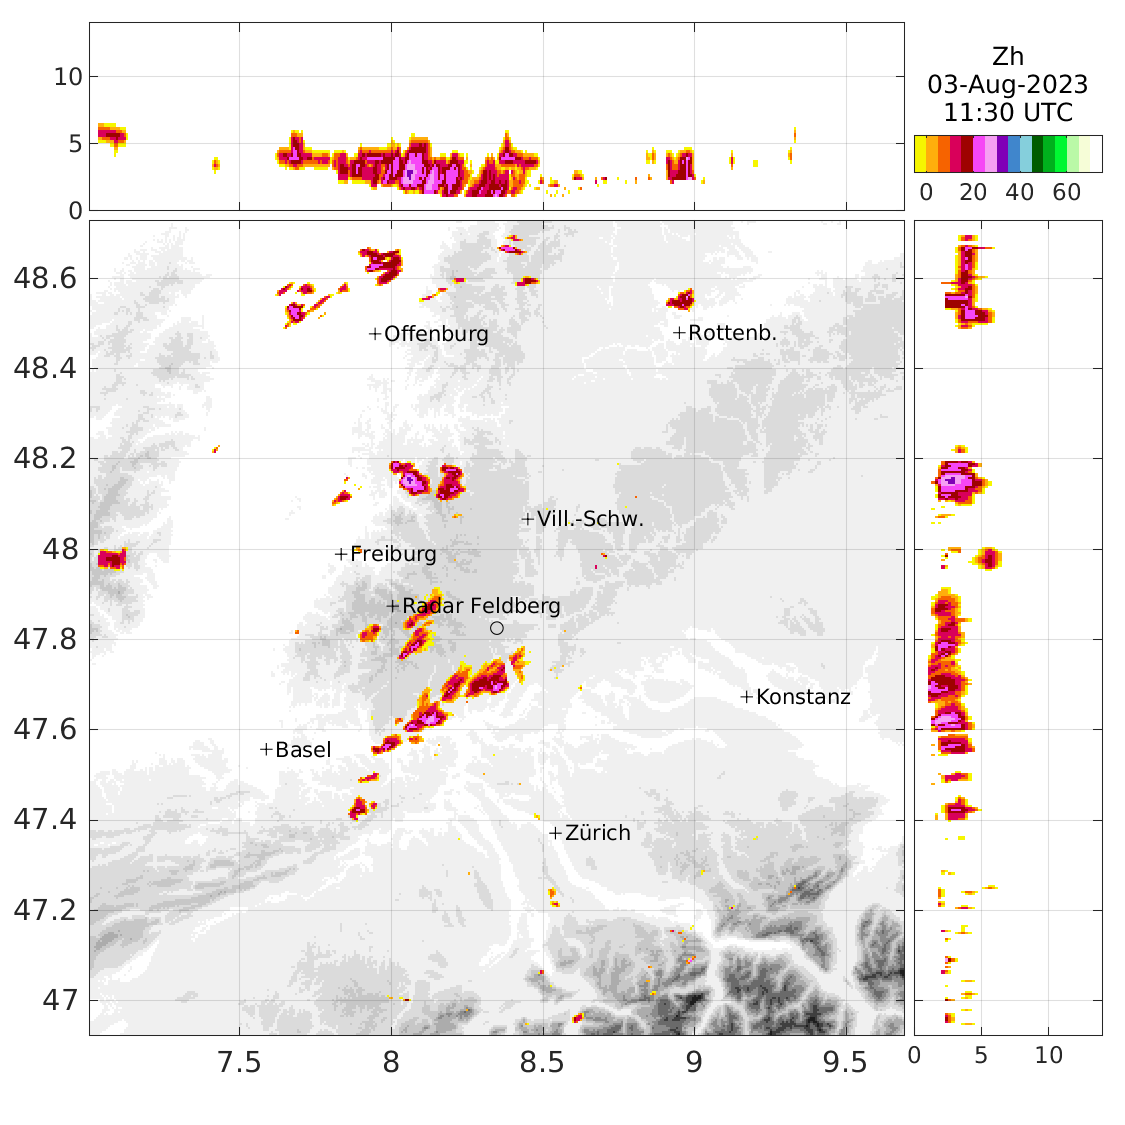 10
5
0
Zh
03-Aug-2023
11:30 UTC
0 20 40 60
48.6
48.4
48.2
48
47.8
47.6
47.4
47.2
47
Offenburg
Rottenb.
Vill.-Schw.
Freiburg
Radar Feldberg
Konstanz
Basel
Zürich
7.5 8 8.5 9 9.5
0 5 10